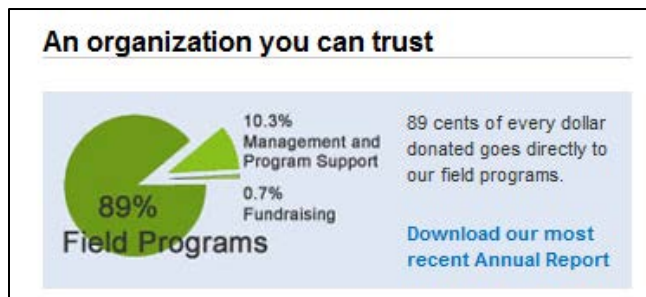 An organization you can trust
89%
Field Programs
10.3%
Management and
Program Support
0.7%
Fundraising
89 cents of every dollar
donated goes directly to
our field programs.
Download our most
recent Annual Report